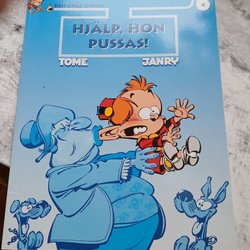 4
HJÄLP, HON
PUSSAS!
TOME JANRY